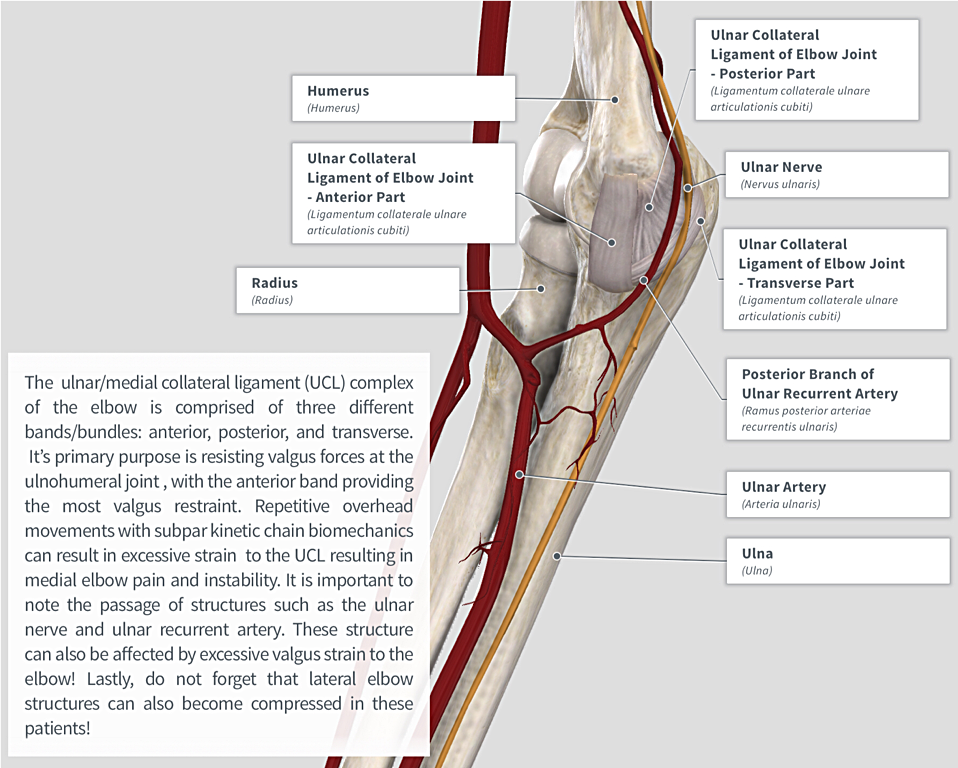 Ulnar Collateral
Ligament of Elbow Joint
- Posterior Part
(Ligamentum collaterale ulnare
articulationis cubiti)
Humerus
(Humerus)
Ulnar Collateral
Ligament of Elbow Joint
- Anterior Part
(Ligamentum collaterale ulnare
articulationis cubiti)
Ulnar Nerve
(Nervus ulnaris)
Ulnar Collateral
Ligament of Elbow Joint
- Transverse Part
(Ligamentum collaterale ulnare
articulationis cubiti)
Radius
(Radius)
Posterior Branch of
Ulnar Recurrent Artery
(Ramus posterior arteriae
recurrentis ulnaris)
Ulnar Artery
(Arteria ulnaris)
Ulna
(Ulna)
The ulnar/medial collateral ligament (UCL) complex
of the elbow is comprised of three different
bands/bundles: anterior, posterior, and transverse.
It's primary purpose is resisting valgus forces at the
ulnohumeral joint , with the anterior band providing
the most valgus restraint. Repetitive overhead
movements with subpar kinetic chain biomechanics
can result in excessive strain to the UCL resulting in
medial elbow pain and instability. It is important to
note the passage of structures such as the ulnar
nerve and ulnar recurrent artery. These structure
can also be affected by excessive valgus strain to the
elbow! Lastly, do not forget that lateral elbow
structures can also become compressed in these
patients!